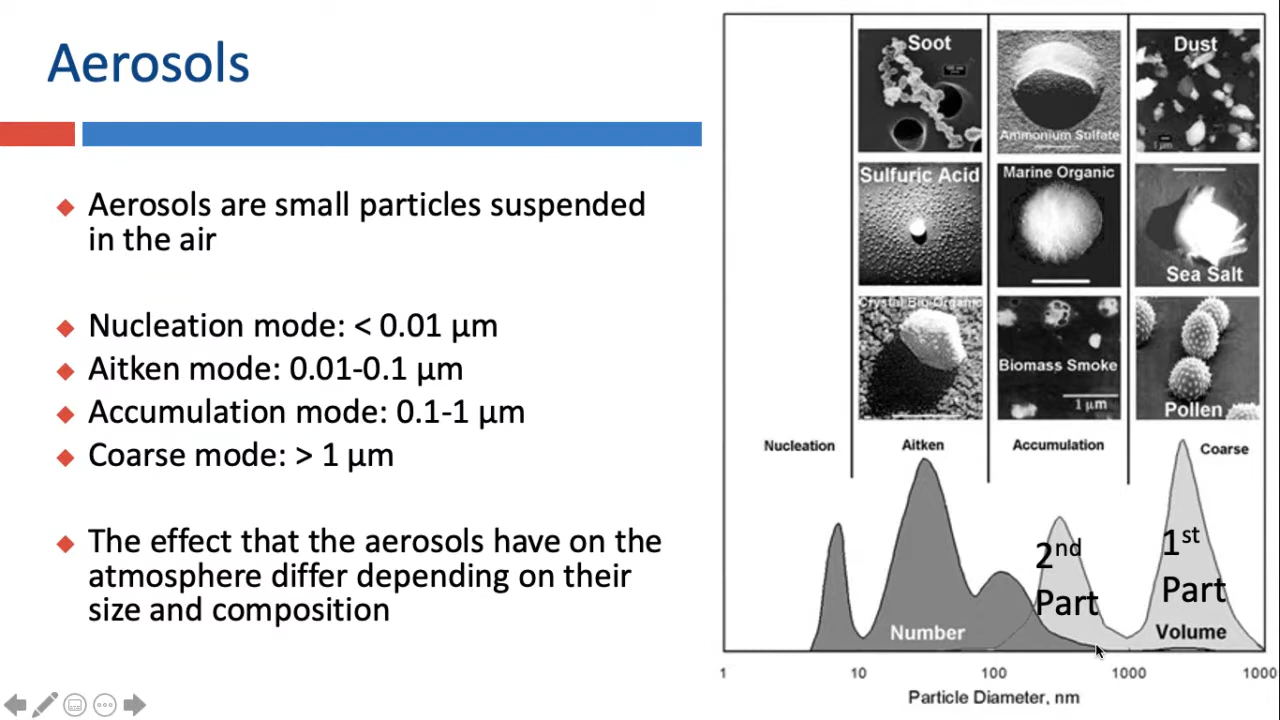 Aerosols
Aerosols are small particles suspended
in the air
Nucleation mode: < 0.01 µm
Aitken mode: 0.01-0.1 µm
Accumulation mode: 0.1-1 µm
Coarse mode: > 1 µm
The effect that the aerosols have on the
atmosphere differ depending on their
size and composition
Soot
Ammonium Sulfate
Dust
1 µm
Sulfuric Acid
Marine Organic
Sea Salt
Crystal Bio-Organic
Biomass Smoke
1 µm
Pollen
Nucleation
Aitken
Accumulation
Coarse
2nd
Part
1st
Part
Number
Volume
1 10 100 1000 1000
Particle Diameter, nm